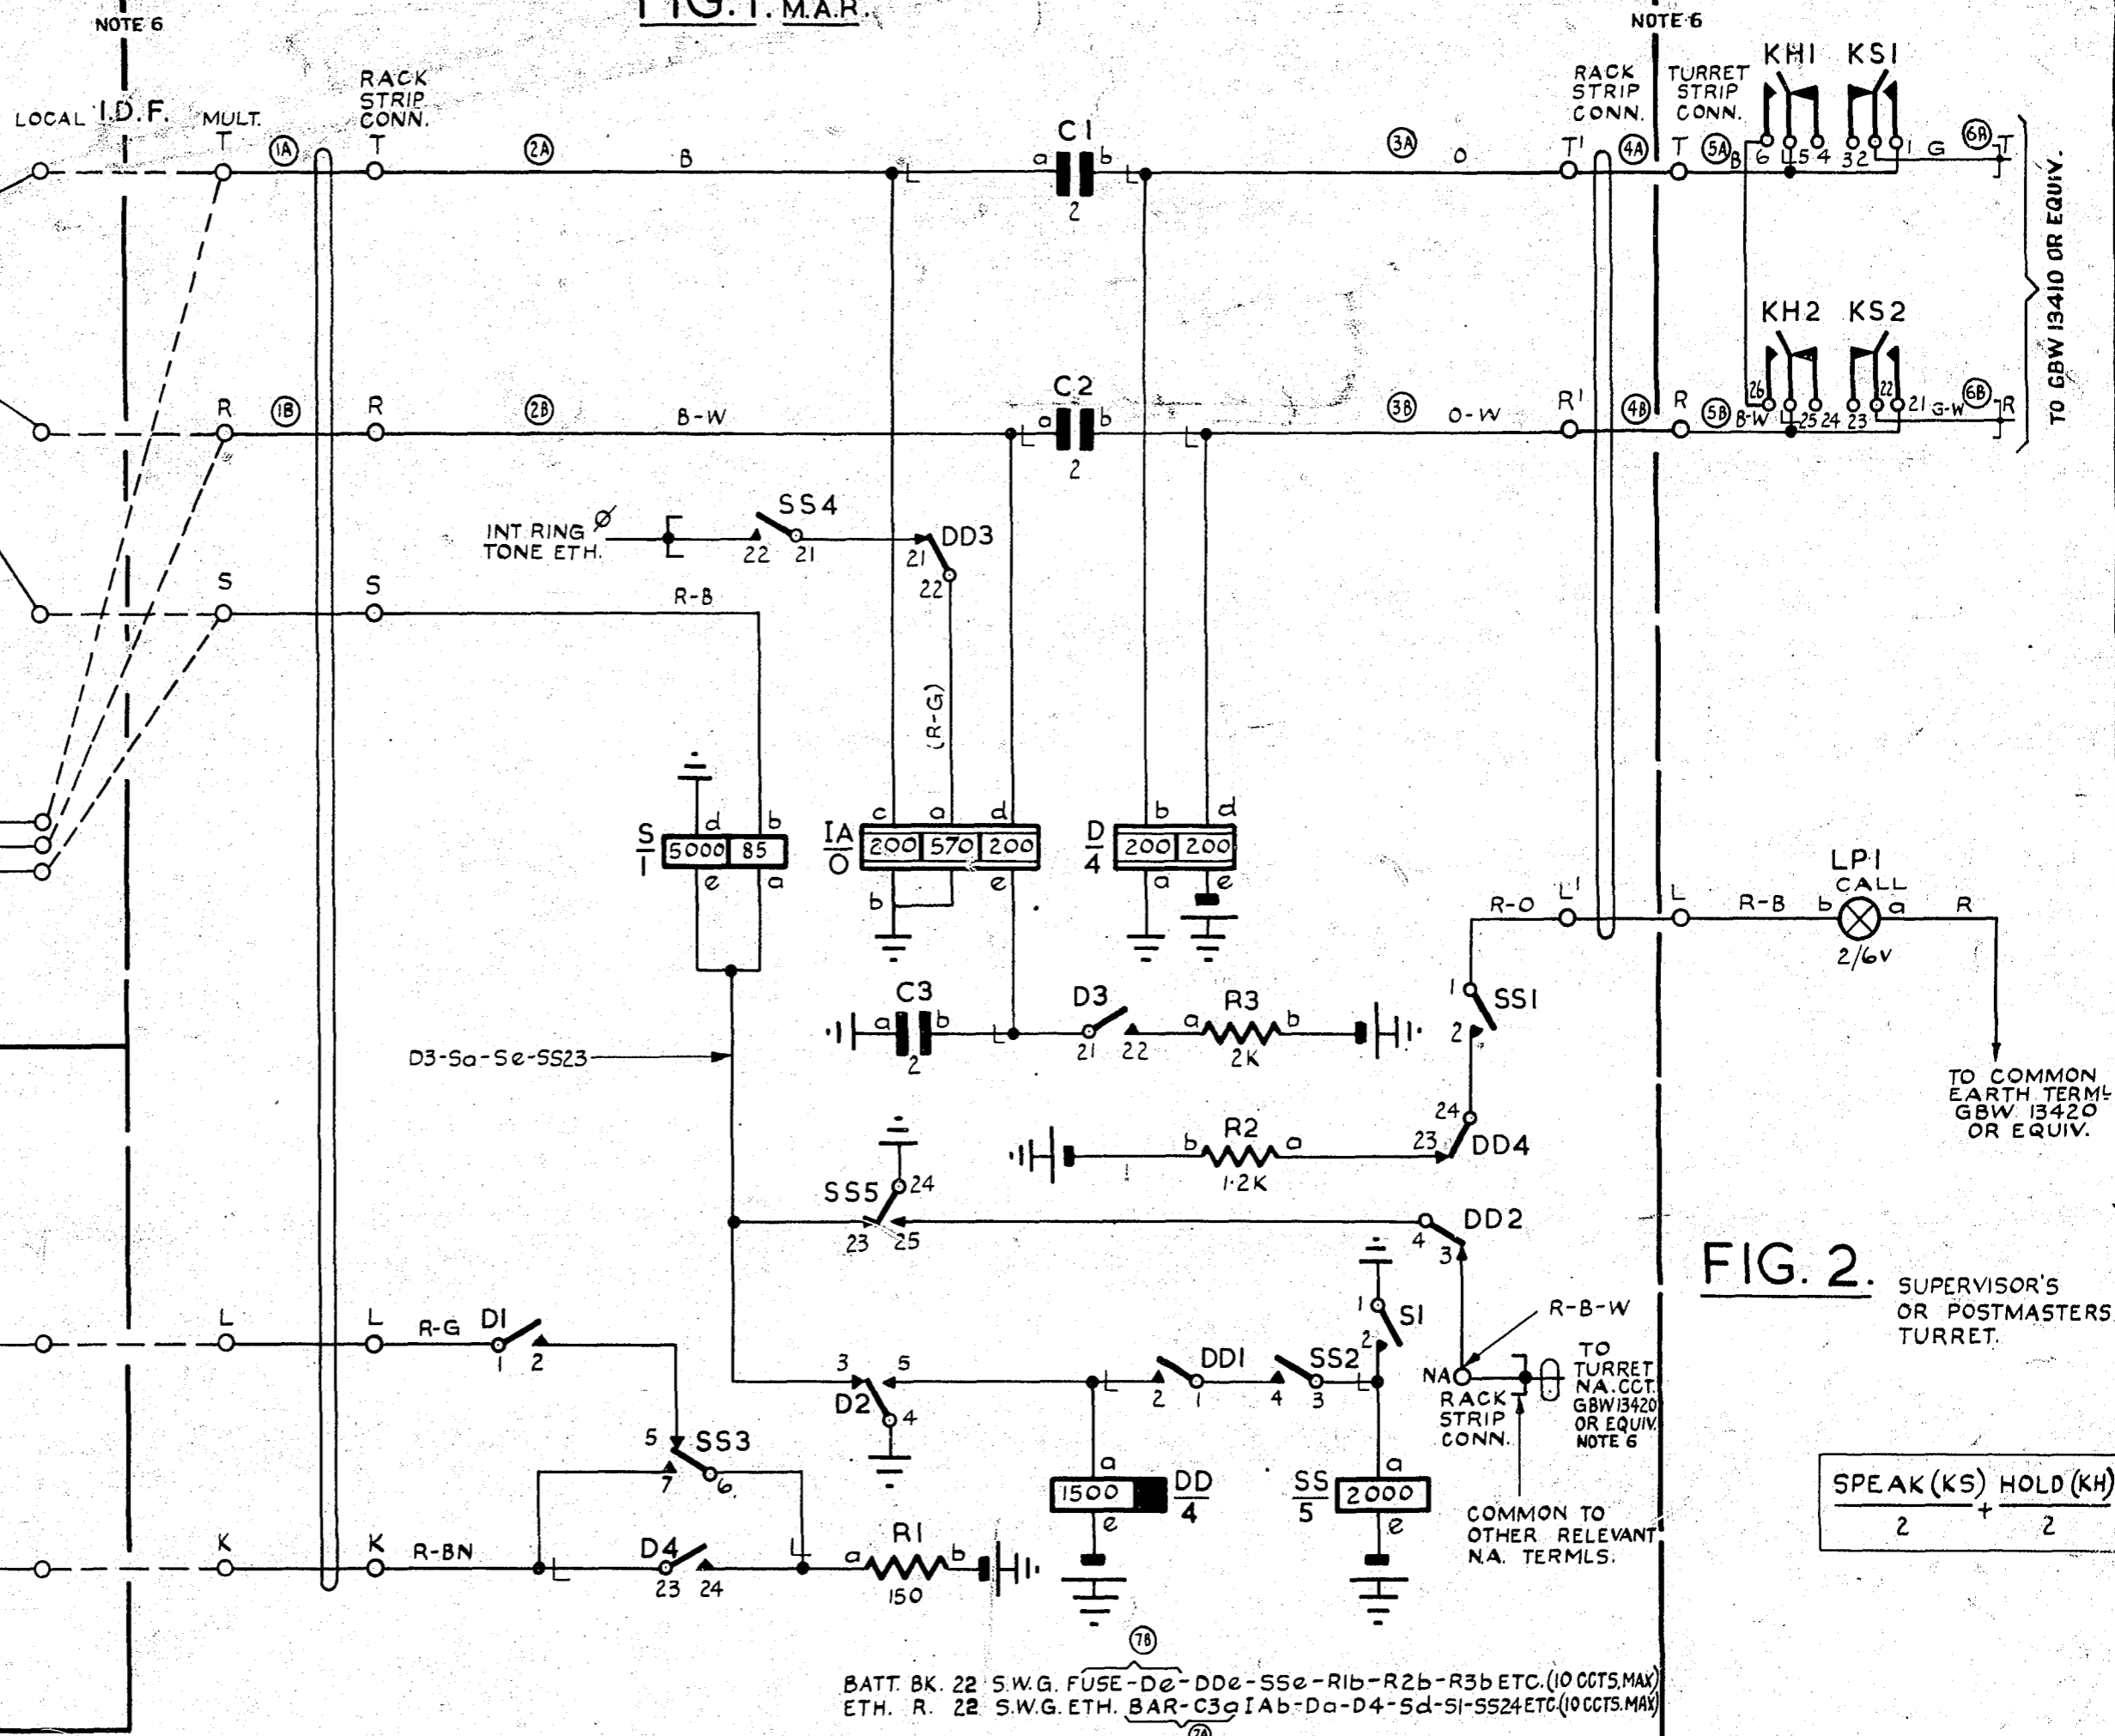 FIG. 1. M.A.R.
NOTE 6
NOTE 6
LOCAL I.D.F. MULT.
T
RACK
STRIP
CONN.
T
1A
2A
B
a C1 b
L
L
2
3A
O
RACK
STRIP
CONN.
T'
4A
TURRET
STRIP
CONN.
T
5A
B
KH1 KS1
6 L 5 4 3 2 1
G
6A
T
TO GBW 13410 OR EQUIV.
R
1B
R
2B
B-W
L
a C2 b
L
2
3B
O-W
R'
4B
R
5B
B-W
KH2 KS2
26 L 25 24 23 22 21
G-W
6B
R
INT RING Ø
TONE ETH.
SS4
22 21
21 DD3
22
S
S
R-B
(R-G)
S
1
d b
5000 85
e a
IA
0
c a d
200 570 200
b e
D
4
b d
200 200
a e
R-O
L'
L
R-B
LP1
CALL
b a
2/6V
R
TO COMMON
EARTH TERML
GBW 13420
OR EQUIV.
C3
a b
2
L
D3
21 22
R3
a b
2K
1 SS1
2
D3-Sa-Se-SS23
R2
b a
1·2K
24
23 DD4
SS5 24
23 25
DD2
4 3
FIG. 2. SUPERVISOR'S
OR POSTMASTERS
TURRET.
L
L
R-G
D1
1 2
3 5
D2 4
L
DD1
2 1
SS2
4 3
L
1 S1
2
R-B-W
NA
RACK
STRIP
CONN.
TO
TURRET
NA. CCT.
GBW 13420
OR EQUIV.
NOTE 6
5 SS3
7 6
a
1500 DD
4
e
SS
5
a
2000
e
COMMON TO
OTHER RELEVANT
N.A. TERMLS.
SPEAK (KS) + HOLD (KH)
2 2
K
K
R-BN
L
D4
23 24
L
R1
a b
150
7B
BATT. BK. 22 S.W.G. FUSE-De-DDe-SSe-R1b-R2b-R3b ETC. (10 CCTS. MAX)
ETH. R. 22 S.W.G. ETH. BAR-C3a IAb-Da-D4-Sd-S1-SS24 ETC. (10 CCTS. MAX)
7A